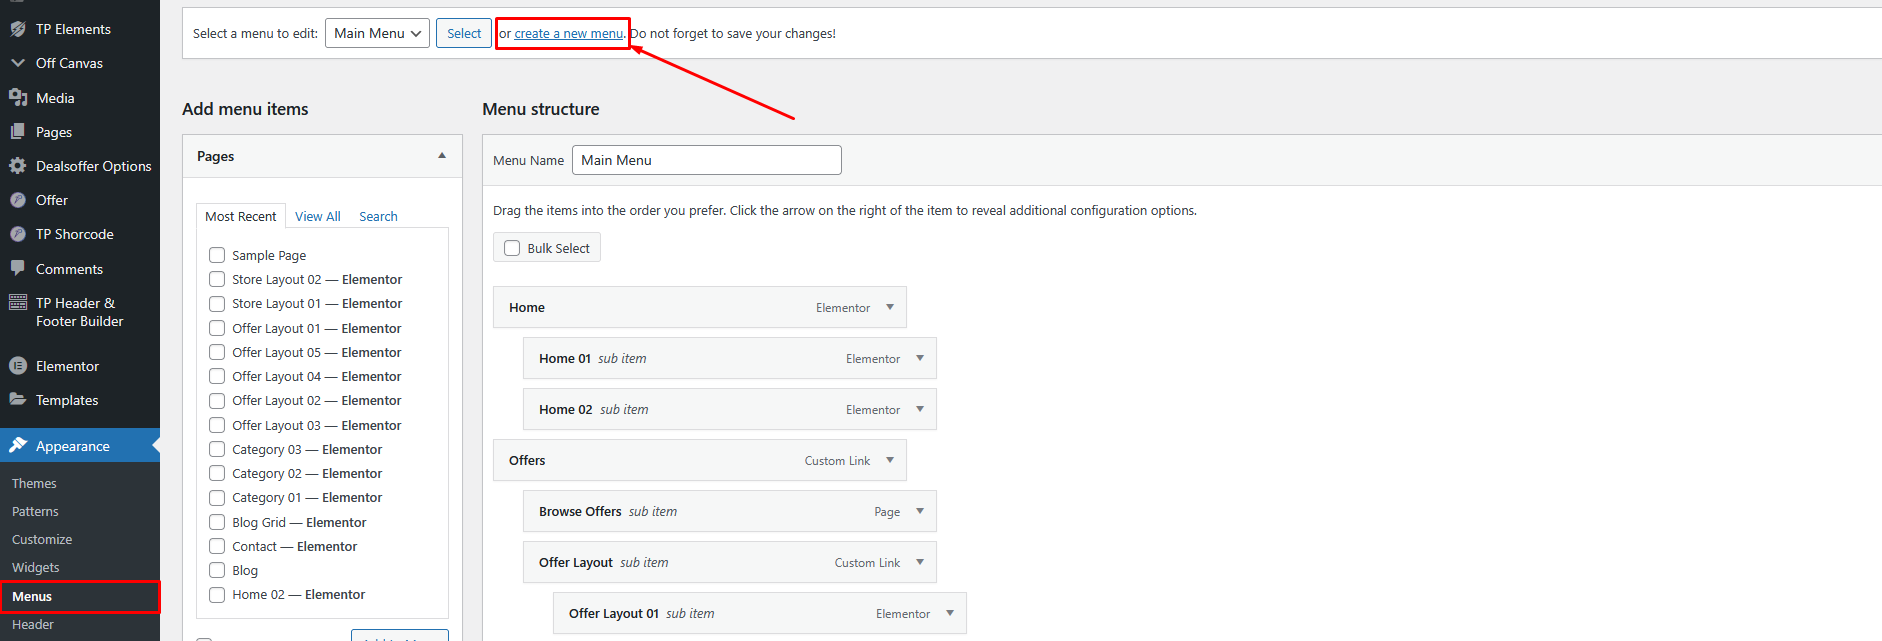 TP Elements
Off Canvas
Media
Pages
Dealsoffer Options
Offer
TP Shorcode
Comments
TP Header &
Footer Builder
Elementor
Templates
Appearance
Themes
Patterns
Customize
Widgets
Menus
Header
Select a menu to edit: Main Menu Select or create a new menu. Do not forget to save your changes!
Add menu items
Pages
Most Recent View All Search
Sample Page
Store Layout 02 — Elementor
Store Layout 01 — Elementor
Offer Layout 01 — Elementor
Offer Layout 05 — Elementor
Offer Layout 04 — Elementor
Offer Layout 02 — Elementor
Offer Layout 03 — Elementor
Category 03 — Elementor
Category 02 — Elementor
Category 01 — Elementor
Blog Grid — Elementor
Contact — Elementor
Blog
Home 02 — Elementor
Menu structure
Menu Name Main Menu
Drag the items into the order you prefer. Click the arrow on the right of the item to reveal additional configuration options.
Bulk Select
Home Elementor
Home 01 sub item Elementor
Home 02 sub item Elementor
Offers Custom Link
Browse Offers sub item Page
Offer Layout sub item Custom Link
Offer Layout 01 sub item Elementor